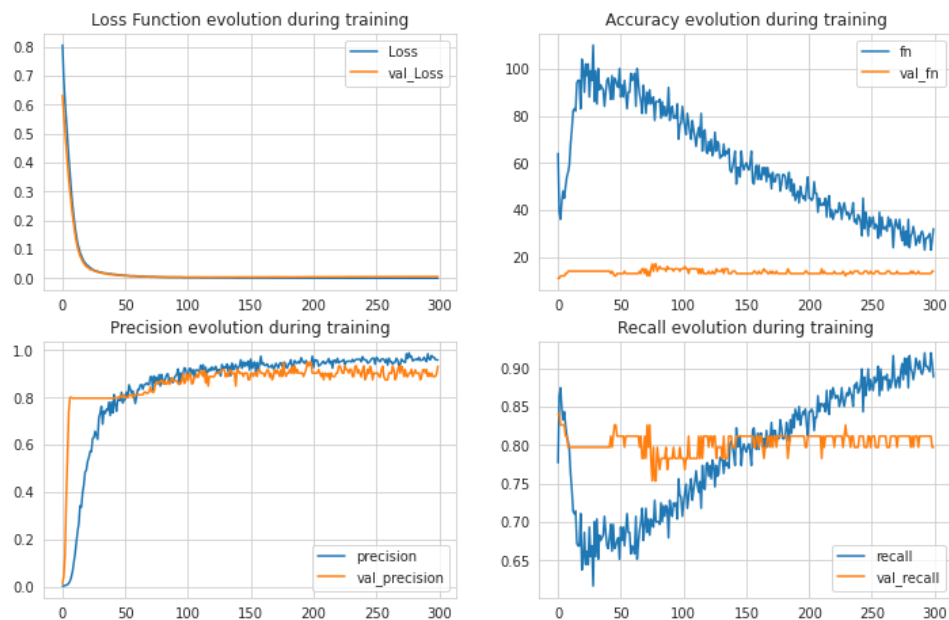 Loss Function evolution during training
0.8
0.7
0.6
0.5
0.4
0.3
0.2
0.1
0.0
Loss
val_Loss
0 50 100 150 200 250 300
Accuracy evolution during training
100
80
60
40
20
fn
val_fn
0 50 100 150 200 250 300
Precision evolution during training
1.0
0.8
0.6
0.4
0.2
0.0
precision
val_precision
0 50 100 150 200 250 300
Recall evolution during training
0.90
0.85
0.80
0.75
0.70
0.65
recall
val_recall
0 50 100 150 200 250 300